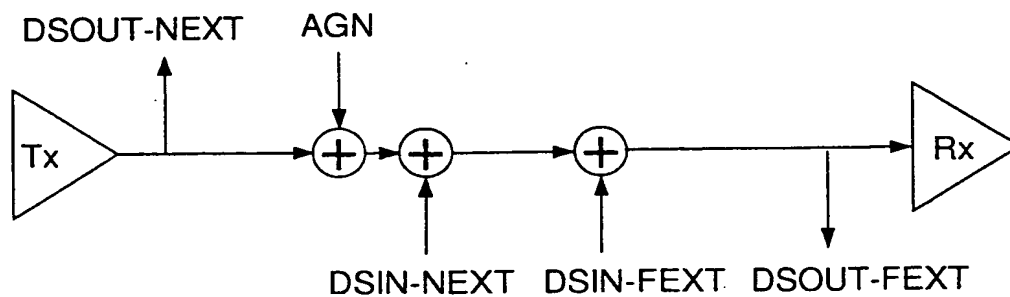 DSOUT-NEXT AGN
Tx + + + Rx
DSIN-NEXT DSIN-FEXT DSOUT-FEXT